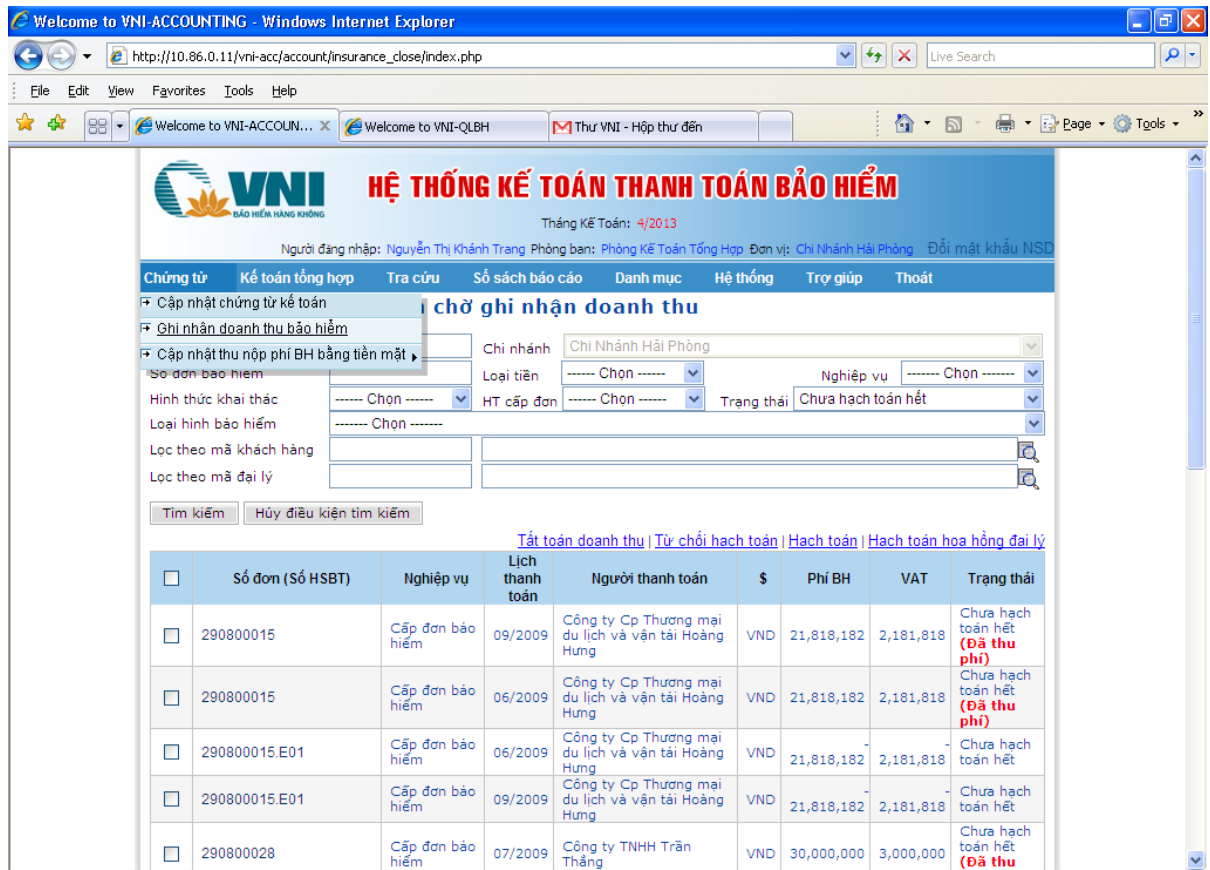 Welcome to VNI-ACCOUNTING - Windows Internet Explorer
http://10.86.0.11/vni-acc/account/insurance_close/index.php
Live Search
File Edit View Favorites Tools Help
Welcome to VNI-ACCOUN... Welcome to VNI-QLBH Thư VNI - Hộp thư đến Page Tools
VNI
BẢO HIỂM HÀNG KHÔNG
HỆ THỐNG KẾ TOÁN THANH TOÁN BẢO HIỂM
Tháng Kế Toán: 4/2013
Người đăng nhập: Nguyễn Thị Khánh Trang Phòng ban: Phòng Kế Toán Tổng Hợp Đơn vị: Chi Nhánh Hải Phòng Đổi mật khẩu NSD
Chứng từ Kế toán tổng hợp Tra cứu Sổ sách báo cáo Danh mục Hệ thống Trợ giúp Thoát
Cập nhật chứng từ kế toán
Ghi nhận doanh thu bảo hiểm
Cập nhật thu nộp phí BH bằng tiền mặt
chờ ghi nhận doanh thu
Chi nhánh Chi Nhánh Hải Phòng
Số đơn bảo hiểm Loại tiền ------ Chọn ------ Nghiệp vụ ------- Chọn -------
Hình thức khai thác ------ Chọn ------ HT cấp đơn ------ Chọn ------ Trạng thái Chưa hạch toán hết
Loại hình bảo hiểm ------- Chọn -------
Lọc theo mã khách hàng
Lọc theo mã đại lý
Tìm kiếm Hủy điều kiện tìm kiếm
Tất toán doanh thu | Từ chối hạch toán | Hạch toán | Hạch toán hoa hồng đại lý
Số đơn (Số HSBT) Nghiệp vụ Lịch thanh toán Người thanh toán $ Phí BH VAT Trạng thái
290800015 Cấp đơn bảo hiểm 09/2009 Công ty Cp Thương mại du lịch và vận tải Hoàng Hưng VND 21,818,182 2,181,818 Chưa hạch toán hết (Đã thu phí)
290800015 Cấp đơn bảo hiểm 06/2009 Công ty Cp Thương mại du lịch và vận tải Hoàng Hưng VND 21,818,182 2,181,818 Chưa hạch toán hết (Đã thu phí)
290800015.E01 Cấp đơn bảo hiểm 06/2009 Công ty Cp Thương mại du lịch và vận tải Hoàng Hưng VND -21,818,182 -2,181,818 Chưa hạch toán hết
290800015.E01 Cấp đơn bảo hiểm 09/2009 Công ty Cp Thương mại du lịch và vận tải Hoàng Hưng VND -21,818,182 -2,181,818 Chưa hạch toán hết
290800028 Cấp đơn bảo hiểm 07/2009 Công ty TNHH Trần Thắng VND 30,000,000 3,000,000 Chưa hạch toán hết (Đã thu